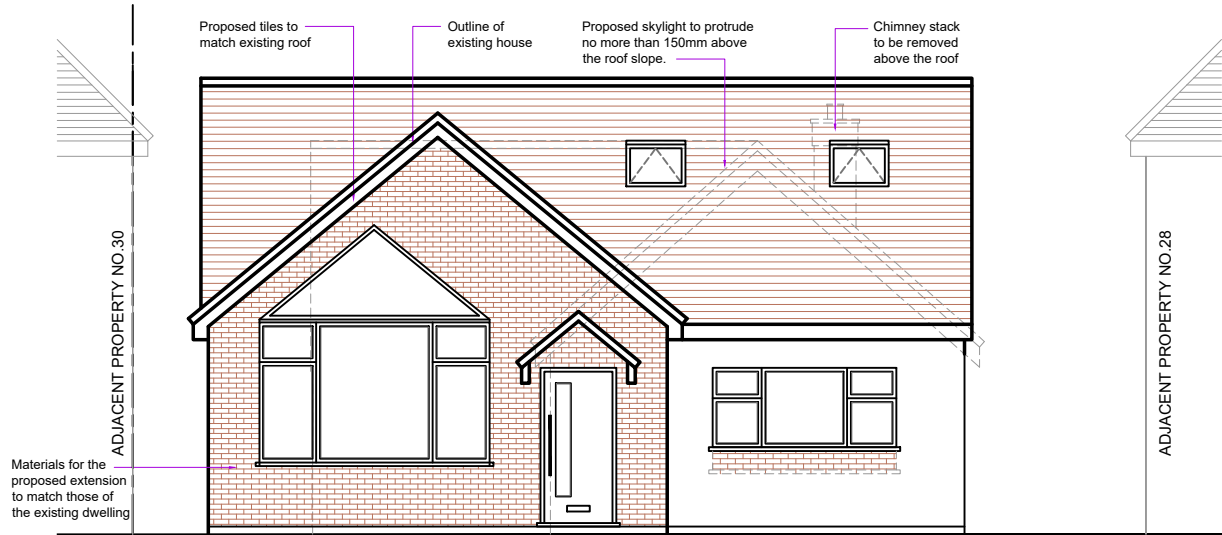 Proposed tiles to
match existing roof
Outline of
existing house
Proposed skylight to protrude
no more than 150mm above
the roof slope.
Chimney stack
to be removed
above the roof
ADJACENT PROPERTY NO.30
ADJACENT PROPERTY NO.28
Materials for the
proposed extension
to match those of
the existing dwelling